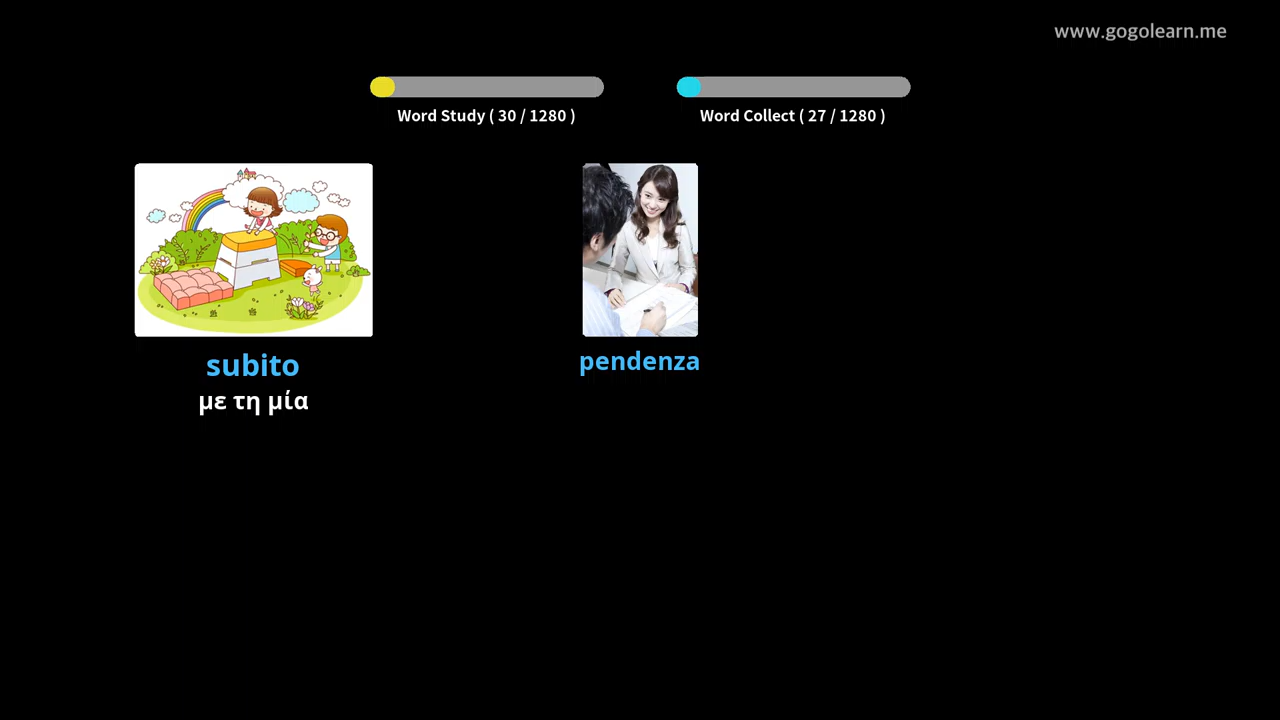 www.gogolearn.me
Word Study ( 30 / 1280 )
Word Collect ( 27 / 1280 )
subito
με τη μία
pendenza